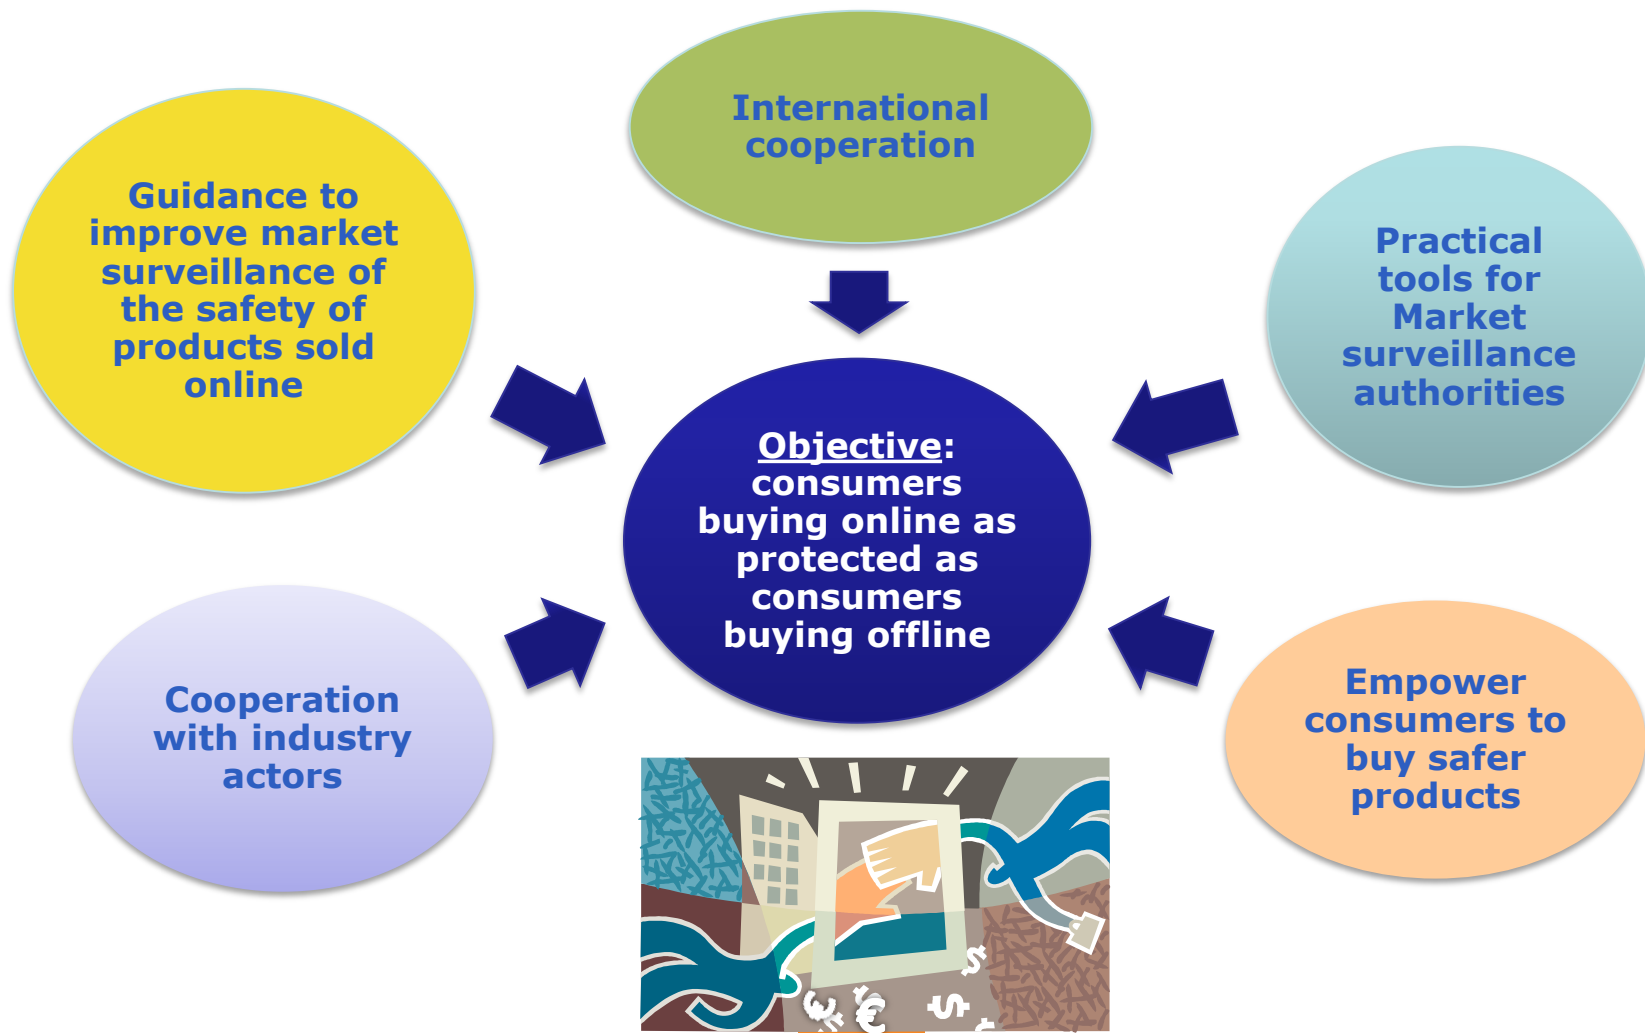 International
cooperation
Guidance to
improve market
surveillance of
the safety of
products sold
online
Practical
tools for
Market
surveillance
authorities
Objective:
consumers
buying online as
protected as
consumers
buying offline
Cooperation
with industry
actors
Empower
consumers to
buy safer
products
$
€ $ € $
$ $